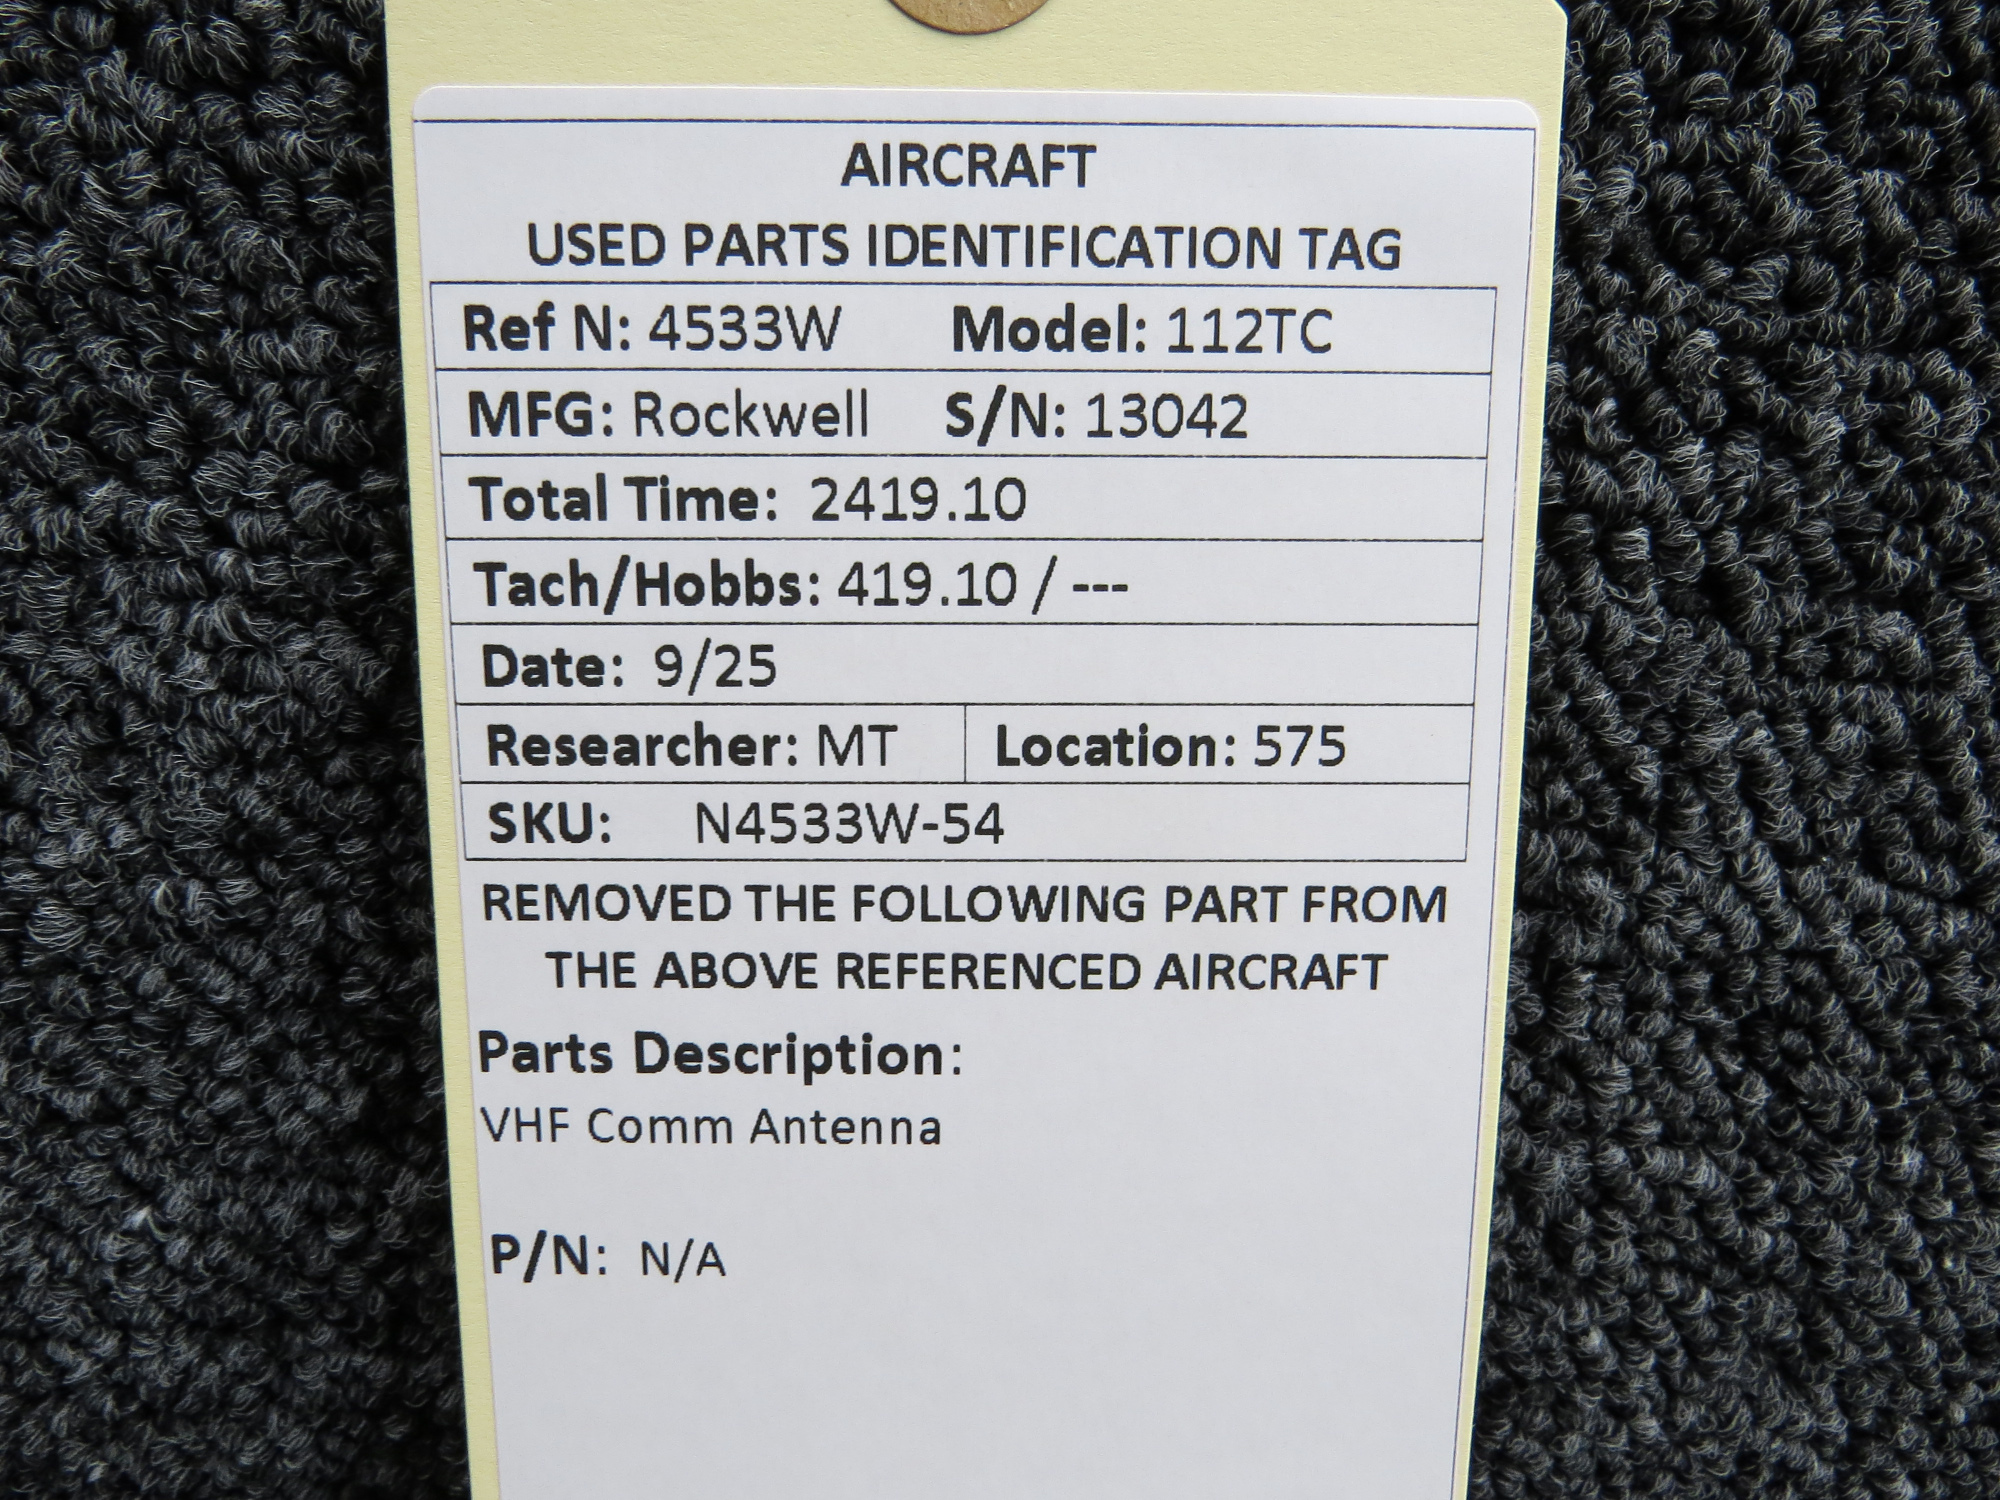 AIRCRAFT
USED PARTS IDENTIFICATION TAG
Ref N: 4533W Model: 112TC
MFG: Rockwell S/N: 13042
Total Time: 2419.10
Tach/Hobbs: 419.10 / ---
Date: 9/25
Researcher: MT Location: 575
SKU: N4533W-54
REMOVED THE FOLLOWING PART FROM
THE ABOVE REFERENCED AIRCRAFT
Parts Description:
VHF Comm Antenna
P/N: N/A